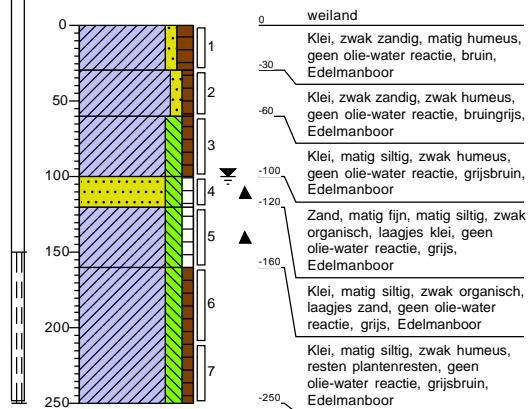 0
50
100
150
200
250
1
2
3
4
5
6
7
0
weiland
Klei, zwak zandig, matig humeus,
geen olie-water reactie, bruin,
Edelmanboor
-30
Klei, zwak zandig, zwak humeus,
geen olie-water reactie, bruingrijs,
Edelmanboor
-60
Klei, matig siltig, zwak humeus,
geen olie-water reactie, grijsbruin,
Edelmanboor
-100
Zand, matig fijn, matig siltig, zwak
organisch, laagjes klei, geen
olie-water reactie, grijs,
Edelmanboor
-120
Klei, matig siltig, zwak organisch,
laagjes zand, geen olie-water
reactie, grijs, Edelmanboor
-160
Klei, matig siltig, zwak humeus,
resten plantenresten, geen
olie-water reactie, grijsbruin,
Edelmanboor
-250